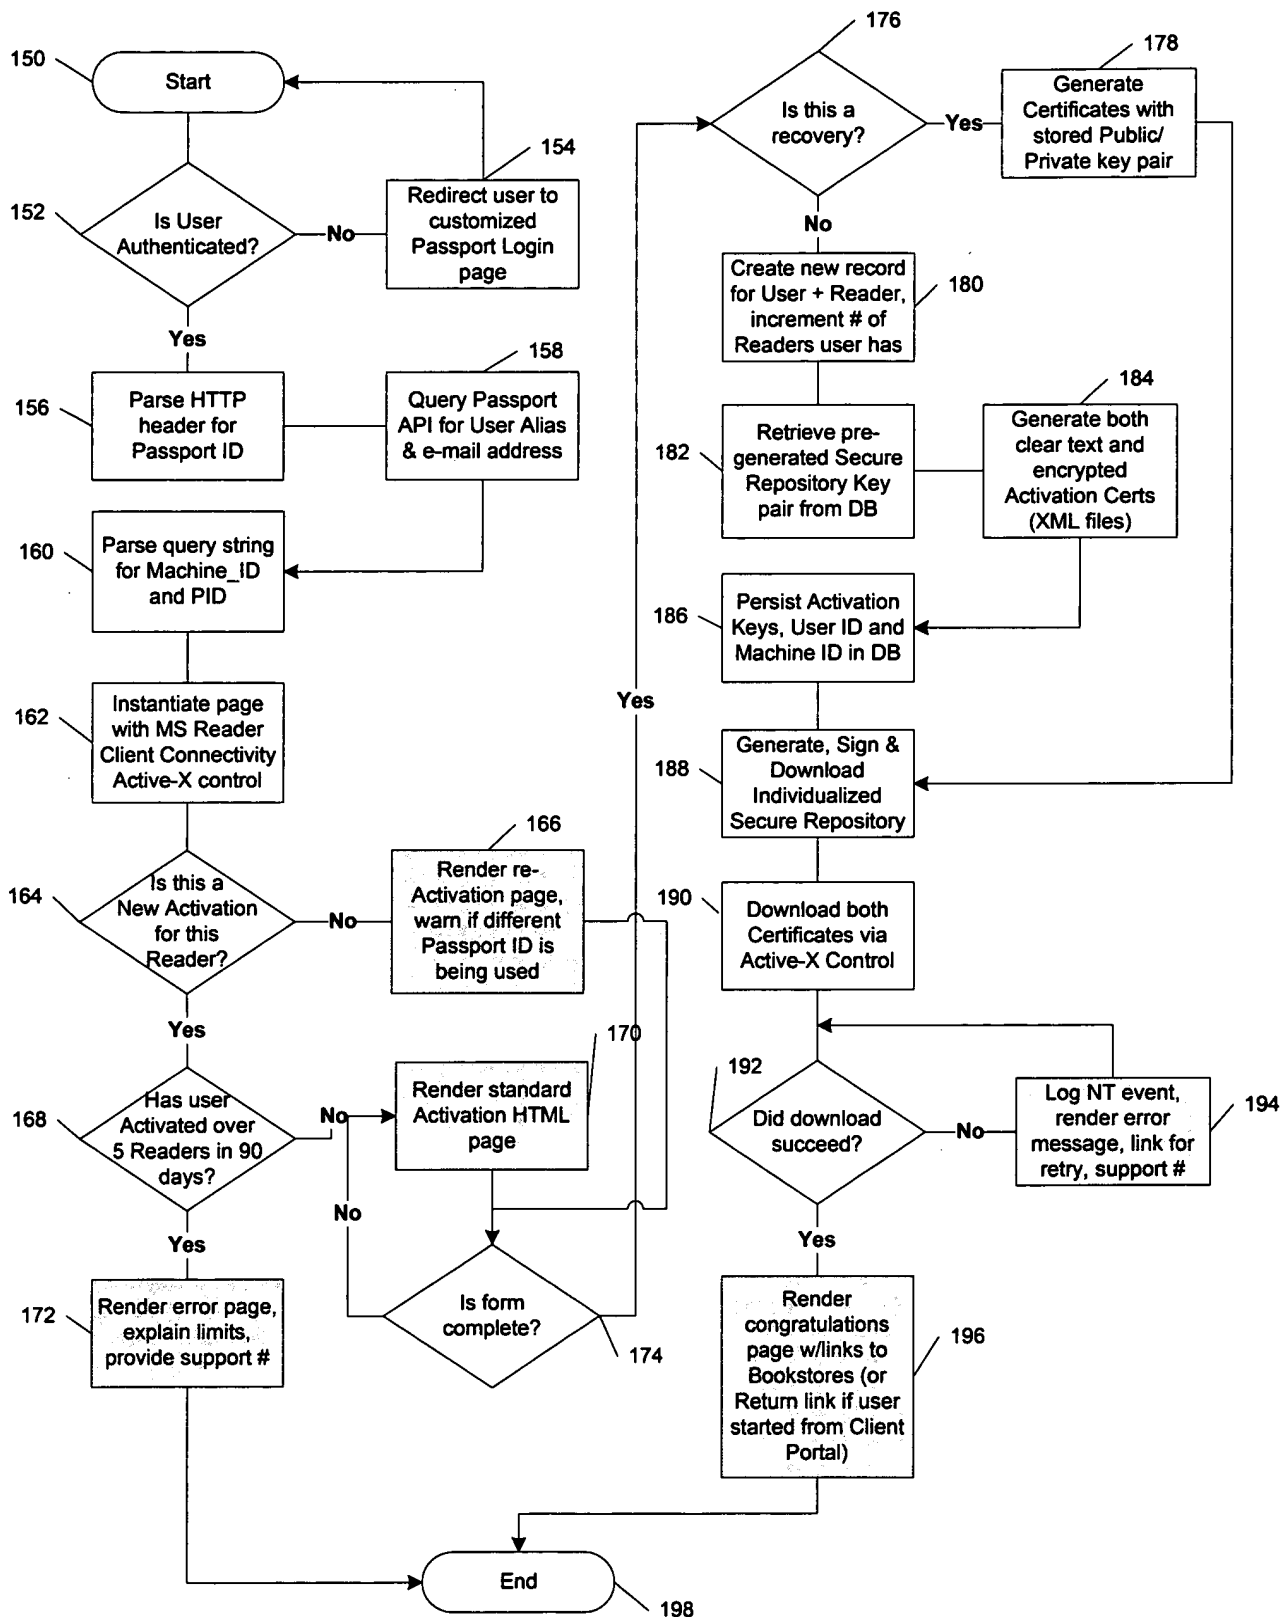 150
Start
154
152
Is User
Authenticated?
No
Redirect user to
customized
Passport Login
page
Yes
158
156
Parse HTTP
header for
Passport ID
Query Passport
API for User Alias
& e-mail address
160
Parse query string
for Machine_ID
and PID
162
Instantiate page
with MS Reader
Client Connectivity
Active-X control
166
164
Is this a
New Activation
for this
Reader?
No
Render re-
Activation page,
warn if different
Passport ID is
being used
Yes
170
168
Has user
Activated over
5 Readers in 90
days?
No
Render standard
Activation HTML
page
No
Yes
172
Render error page,
explain limits,
provide support #
Is form
complete?
174
Yes
176
Is this a
recovery?
Yes
178
Generate
Certificates with
stored Public/
Private key pair
No
Create new record
for User + Reader,
increment # of
Readers user has
180
184
182
Retrieve pre-
generated Secure
Repository Key
pair from DB
Generate both
clear text and
encrypted
Activation Certs
(XML files)
186
Persist Activation
Keys, User ID and
Machine ID in DB
188
Generate, Sign &
Download
Individualized
Secure Repository
190
Download both
Certificates via
Active-X Control
192
Did download
succeed?
No
Log NT event,
render error
message, link for
retry, support #
194
Yes
Render
congratulations
page w/links to
Bookstores (or
Return link if user
started from Client
Portal)
196
End
198